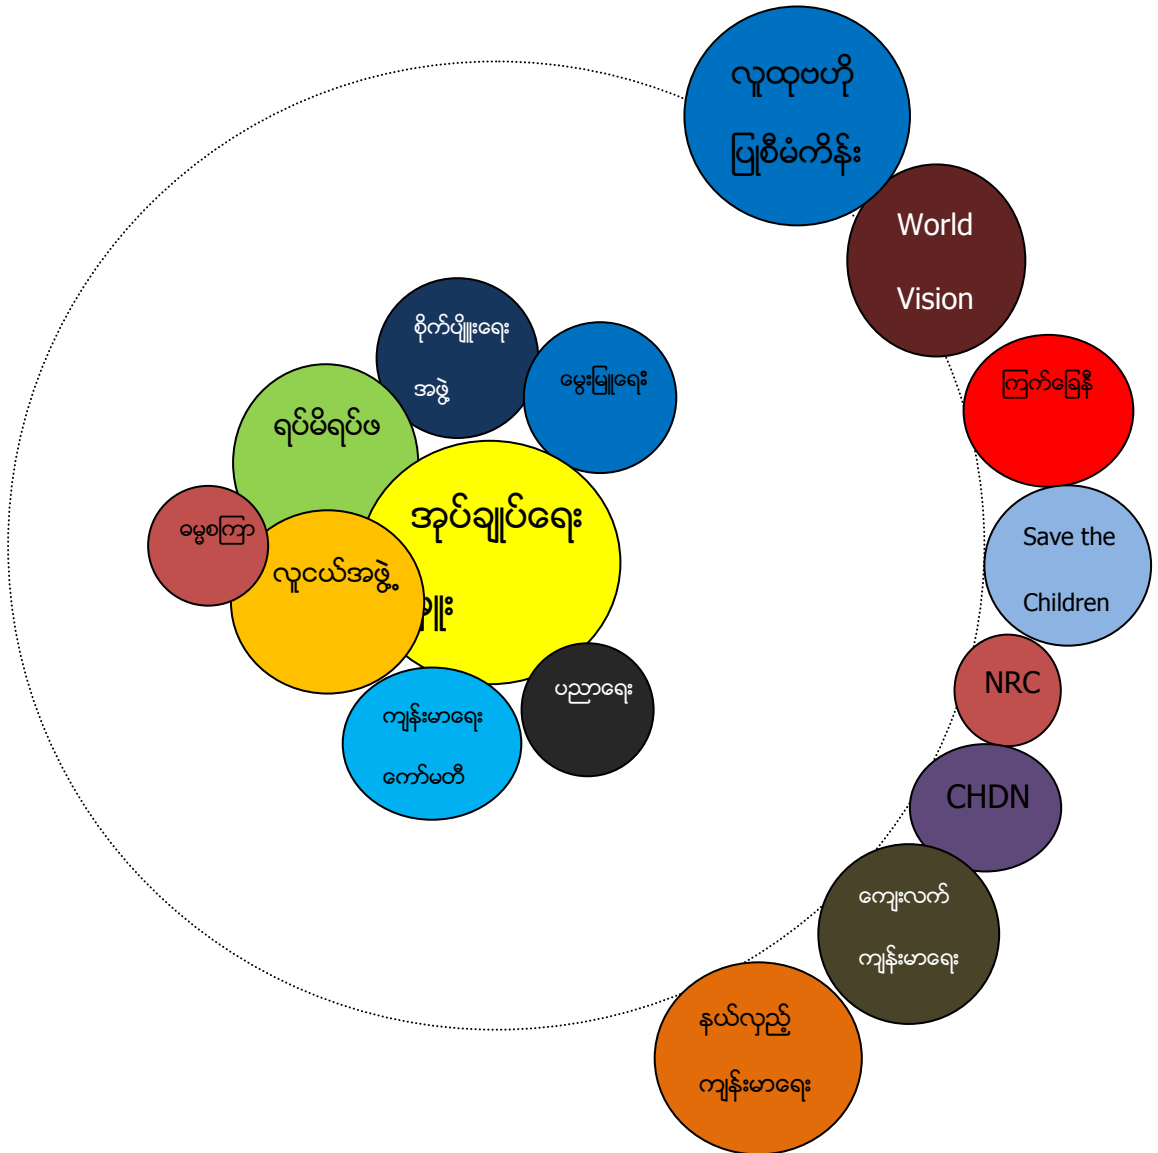 လူထုဗဟို
ပြုစီမံကိန်း
World
Vision
ကြက်ခြေနီ
Save the
Children
NRC
CHDN
ကျေးလက်
ကျန်းမာရေး
နယ်လှည့်
ကျန်းမာရေး
စိုက်ပျိူးရေး
အဖွဲ့
မွေးမြူရေး
ရပ်မိရပ်ဖ
အုပ်ချုပ်ရေး
မှူး
ဓမ္မစကြာ
လူငယ်အဖွဲ့
ကျန်းမာရေး
ကော်မတီ
ပညာရေး